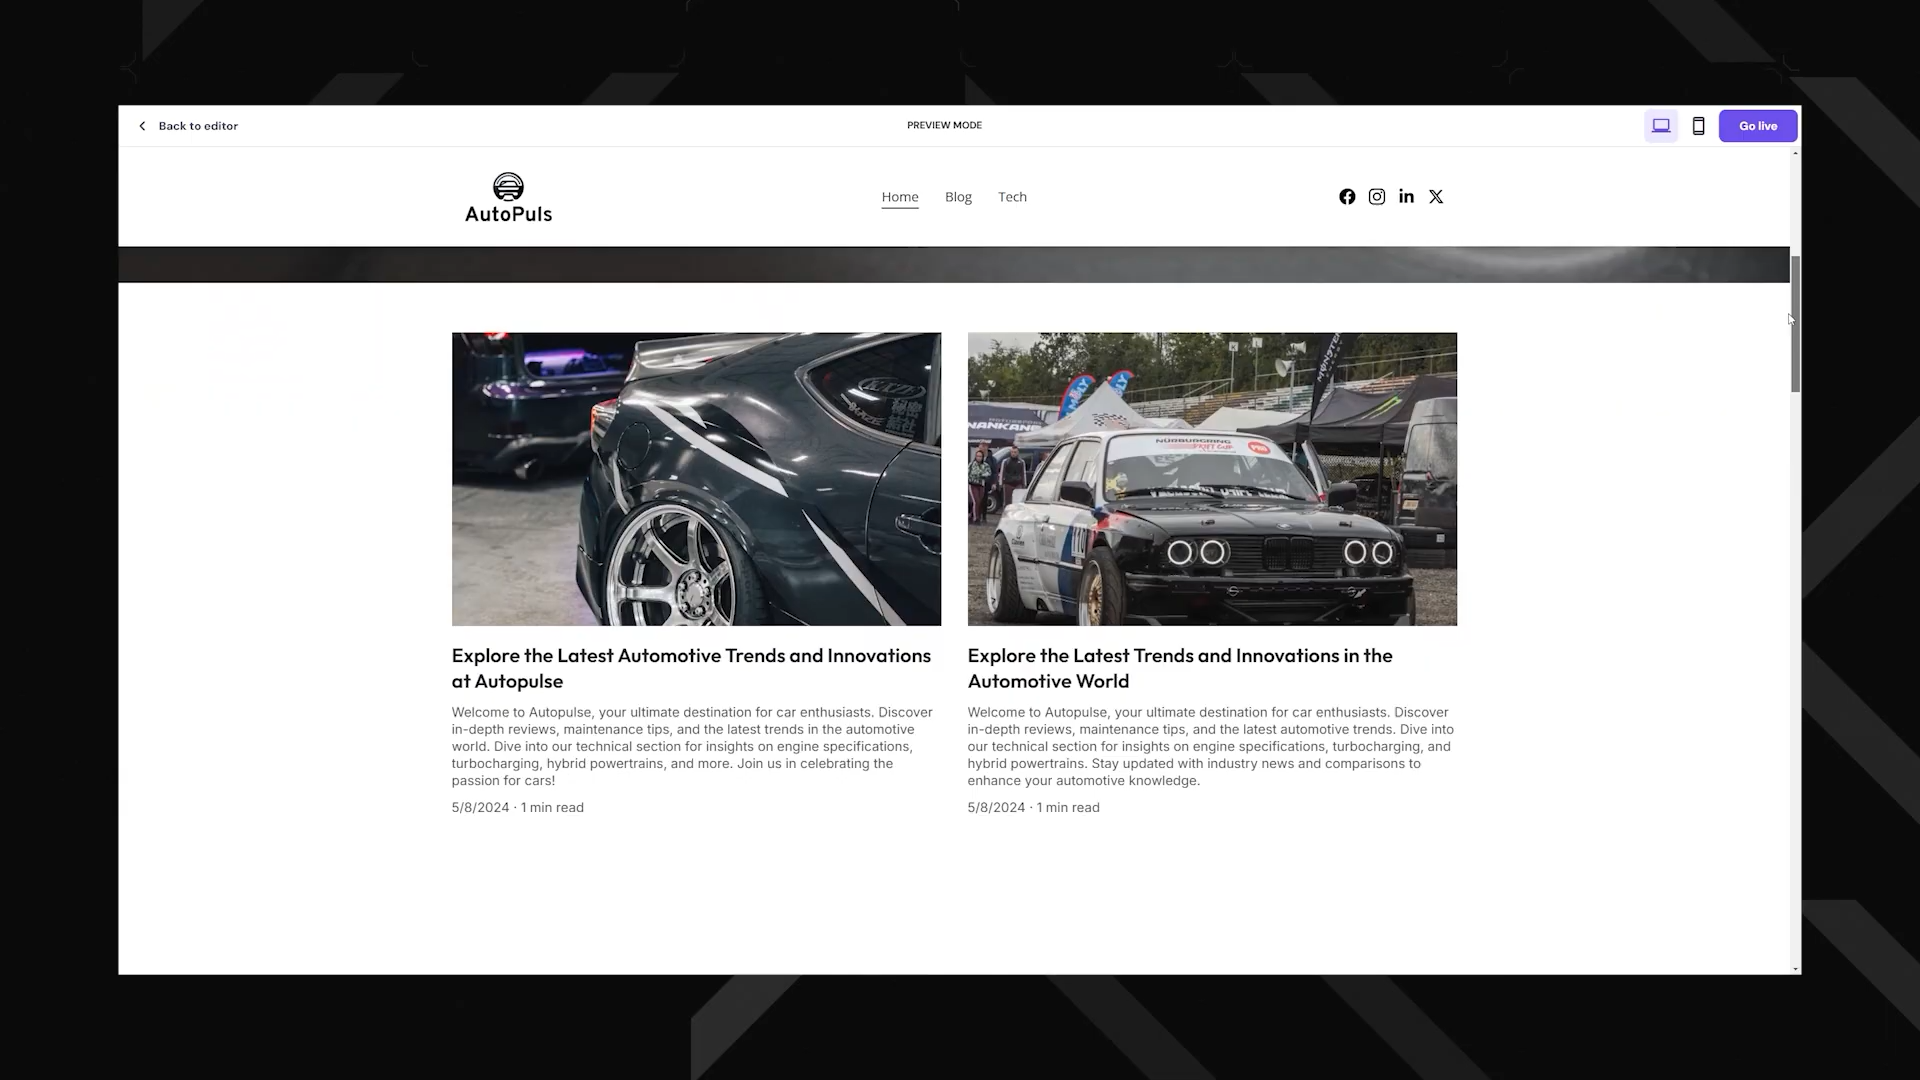 Back to editor
PREVIEW MODE
Go live
AutoPuls
Home Blog Tech
NANKANG
NÜRBURGRING
DRIFT CUP
Explore the Latest Automotive Trends and Innovations
at Autopulse
Welcome to Autopulse, your ultimate destination for car enthusiasts. Discover
in-depth reviews, maintenance tips, and the latest trends in the automotive
world. Dive into our technical section for insights on engine specifications,
turbocharging, hybrid powertrains, and more. Join us in celebrating the
passion for cars!
5/8/2024 · 1 min read
Explore the Latest Trends and Innovations in the
Automotive World
Welcome to Autopulse, your ultimate destination for car enthusiasts. Discover
in-depth reviews, maintenance tips, and the latest automotive trends. Dive into
our technical section for insights on engine specifications, turbocharging, and
hybrid powertrains. Stay updated with industry news and comparisons to
enhance your automotive knowledge.
5/8/2024 · 1 min read